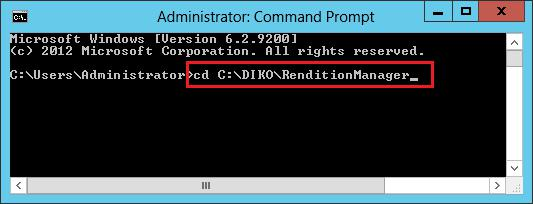 Administrator: Command Prompt
Microsoft Windows [Version 6.2.9200]
(c) 2012 Microsoft Corporation. All rights reserved.
C:\Users\Administrator>cd C:\DIKO\RenditionManager_